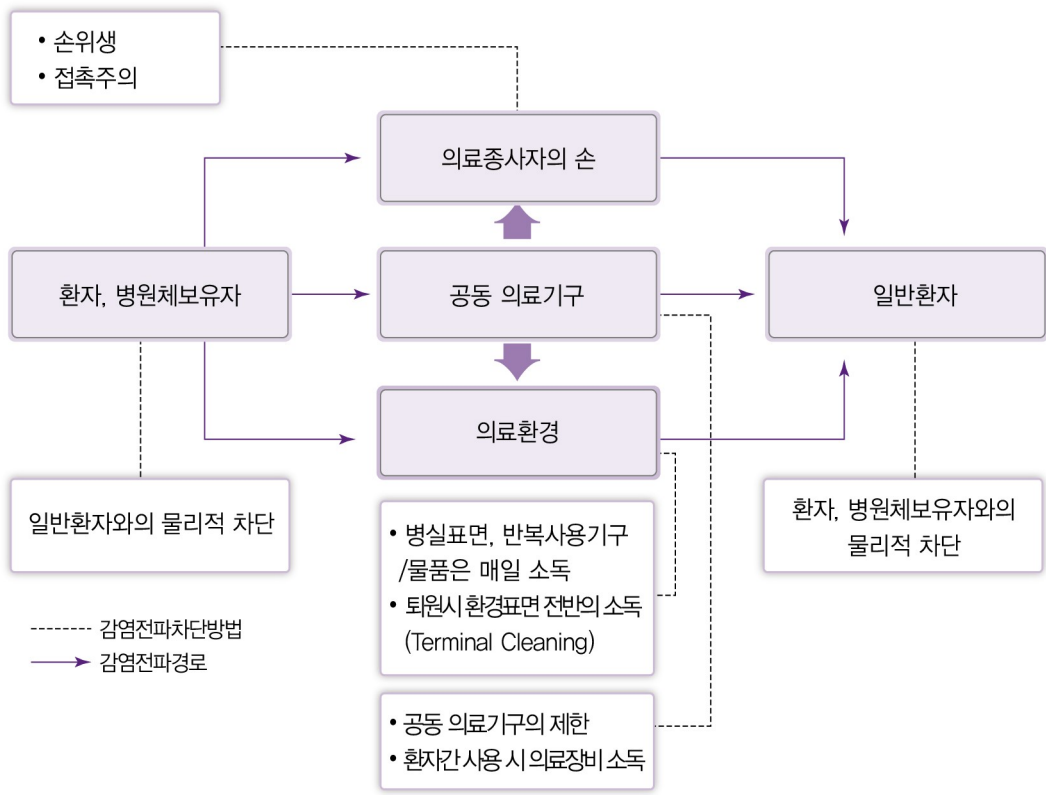 • 손위생
• 접촉주의
의료종사자의 손
환자, 병원체보유자
공동 의료기구
일반환자
의료환경
일반환자와의 물리적 차단
• 병실표면, 반복사용기구
/물품은 매일 소독
• 퇴원시 환경표면 전반의 소독
(Terminal Cleaning)
환자, 병원체보유자와의
물리적 차단
감염전파차단방법
감염전파경로
• 공동 의료기구의 제한
• 환자간 사용 시 의료장비 소독